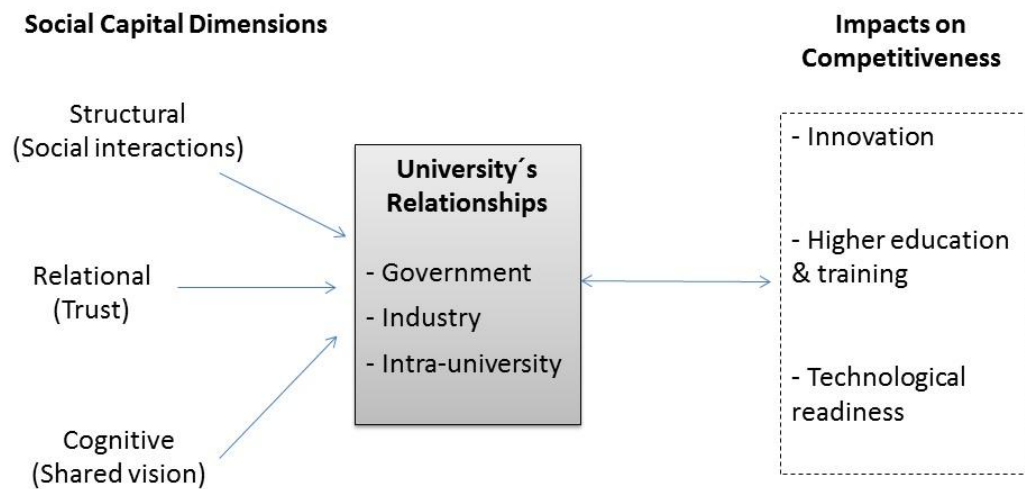 Social Capital Dimensions
Structural
(Social interactions)
Relational
(Trust)
Cognitive
(Shared vision)
University´s
Relationships
- Government
- Industry
- Intra-university
Impacts on
Competitiveness
- Innovation
- Higher education
& training
- Technological
readiness